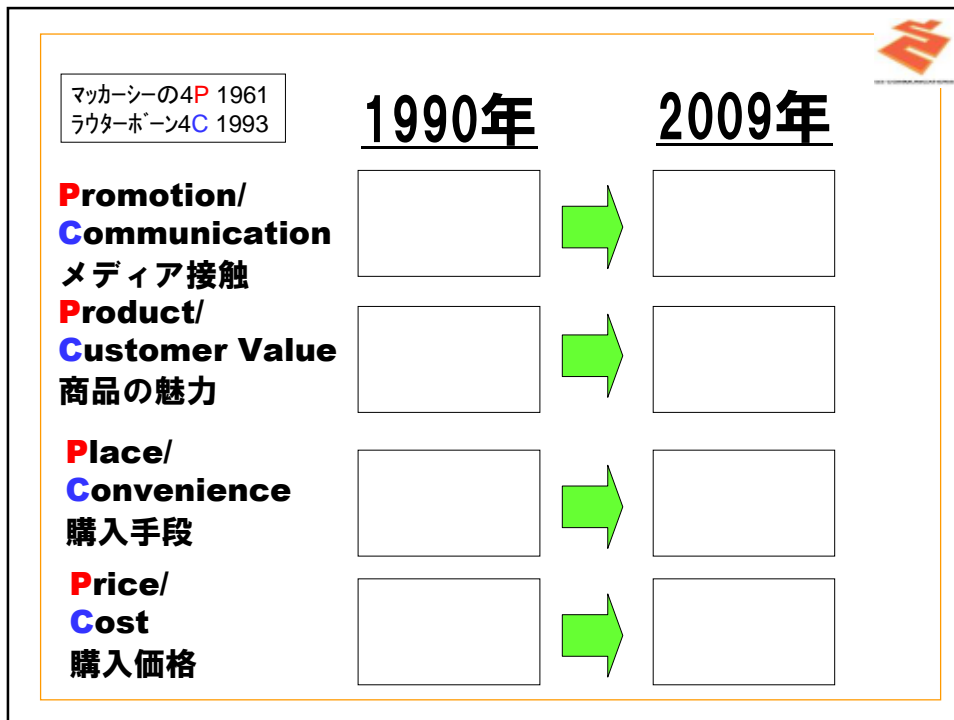 マッカーシーの4P 1961
ラウターボーン4C 1993
1990年
2009年
Promotion/
Communication
メディア接触
Product/
Customer Value
商品の魅力
Place/
Convenience
購入手段
Price/
Cost
購入価格